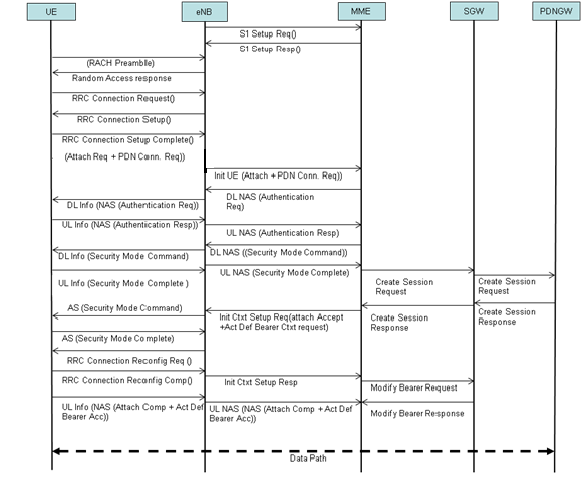 UE
eNB
MME
SGW
PDNGW
S1 Setup Req()
S1 Setup Resp()
(RACH Preamble)
Random Access response
RRC Connection Request()
RRC Connection Setup()
RRC Connection Setup Complete()
(Attach Req + PDN Conn. Req))
Init UE (Attach + PDN Conn. Req))
DL NAS (Authentication
Req)
DL Info (NAS (Authentication Req))
UL Info (NAS (Authentication Resp))
UL NAS (Authentication Resp)
DL NAS ((Security Mode Command))
DL Info (Security Mode Command)
UL NAS (Security Mode Complete)
UL Info (Security Mode Complete )
Create Session
Request
Create Session
Request
AS (Security Mode Command)
Init Ctxt Setup Req(attach Accept
+Act Def Bearer Ctxt request)
Create Session
Response
Create Session
Response
AS (Security Mode Complete)
RRC Connection Reconfig Req ()
RRC Connection Reconfig Comp()
Init Ctxt Setup Resp
Modify Bearer Request
UL Info (NAS (Attach Comp + Act Def
Bearer Acc))
UL NAS (NAS (Attach Comp + Act Def
Bearer Acc))
Modify Bearer Response
Data Path